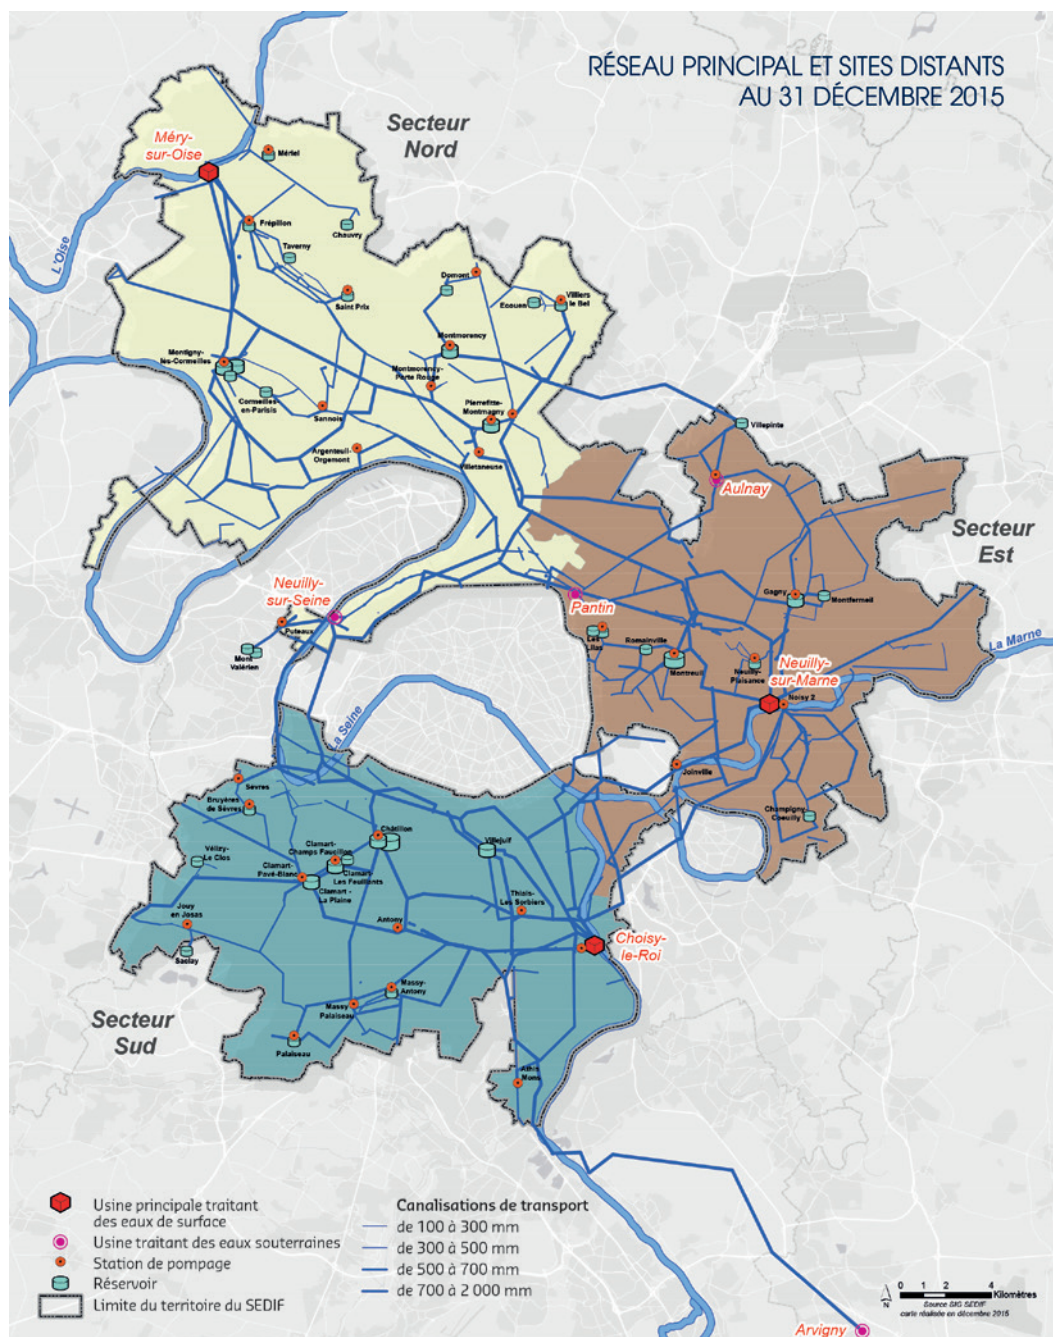 RÉSEAU PRINCIPAL ET SITES DISTANTS
AU 31 DÉCEMBRE 2015
Secteur
Nord
Méry-
sur-Oise
Mériel
L'Oise
Frépillon
Chauvry
Taverny
Saint Prix
Domont
Ecouen
Villiers
le Bel
Montmorency
Montigny-
lès-Cormeilles
Montmorency-
Porte Rouge
Cormeilles-
en-Parisis
Sannois
Pierrefitte-
Montmagny
Villepinte
Argenteuil-
Orgemont
Villetaneuse
Aulnay
Secteur
Est
Neuilly-
sur-Seine
Pantin
Gagny
Montfermeil
Puteaux
Mont
Valérien
Les
Lilas
Romainville
Montreuil
Neuilly-
Plaisance
Neuilly-
sur-Marne
La Marne
Noisy 2
La Seine
Joinville
Sèvres
Bruyères
de Sèvres
Champigny-
Coeuilly
Châtillon
Villejuif
Vélizy-
Le Clos
Clamart-
Champs Faucillon
Clamart-
Pavé-Blanc
Clamart-
Les Feuillants
Clamart -
La Plaine
Thiais-
Les Sorbiers
Jouy
en Josas
Antony
Choisy-
le-Roi
Saclay
Massy-
Antony
Massy
Palaiseau
Palaiseau
Secteur
Sud
Athis
Mons
Usine principale traitant
des eaux de surface
Usine traitant des eaux souterraines
Station de pompage
Réservoir
Limite du territoire du SEDIF
Canalisations de transport
de 100 à 300 mm
de 300 à 500 mm
de 500 à 700 mm
de 700 à 2 000 mm
N
0 1 2 4
Kilomètres
Source SIG SEDIF
carte réalisée en décembre 2015
Arvigny